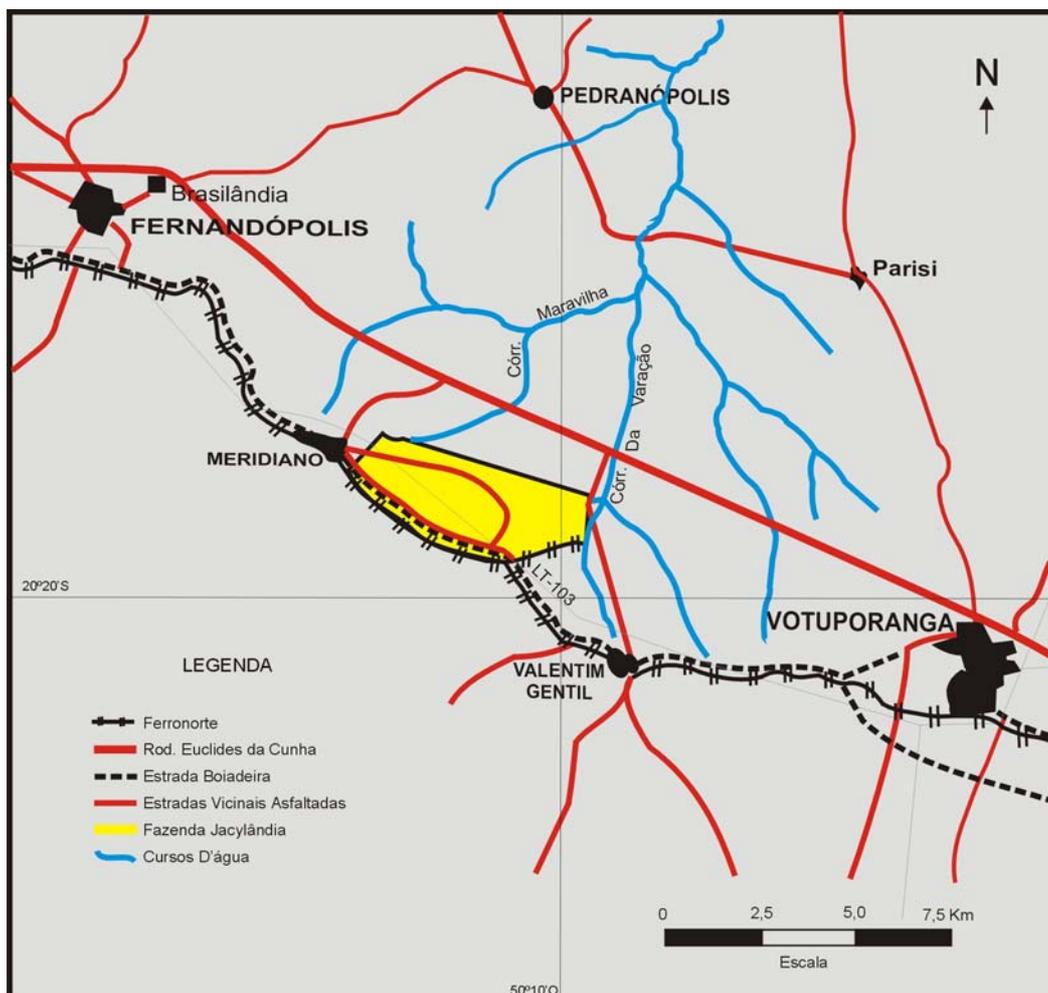 N
PEDRANÓPOLIS
Brasilândia
FERNANDÓPOLIS
Parisi
Maravilha
Córr.
Córr. Da Varação
MERIDIANO
20º20'S
LT-103
VOTUPORANGA
LEGENDA
VALENTIM
GENTIL
Ferronorte
Rod. Euclides da Cunha
Estrada Boiadeira
Estradas Vicinais Asfaltadas
Fazenda Jacylândia
Cursos D'água
0 2,5 5,0 7,5 Km
Escala
50º10'O